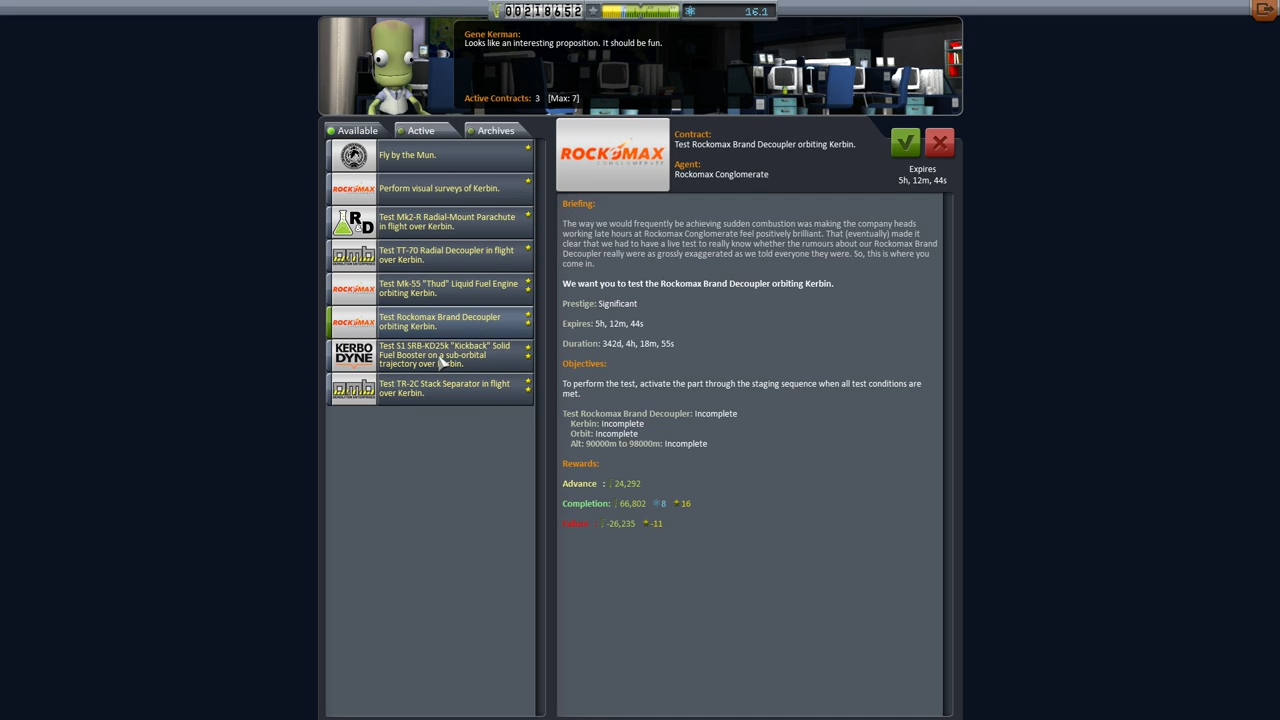 00218652
16.1
Gene Kerman:
Looks like an interesting proposition. It should be fun.
Active Contracts: 3 [Max: 7]
Available
Active
Archives
Fly by the Mun.
ROCKOMAX
Perform visual surveys of Kerbin.
R&D
Test Mk2-R Radial-Mount Parachute
in flight over Kerbin.
Test TT-70 Radial Decoupler in flight
over Kerbin.
ROCKOMAX
Test Mk-55 "Thud" Liquid Fuel Engine
orbiting Kerbin.
ROCKOMAX
Test Rockomax Brand Decoupler
orbiting Kerbin.
KERBO
DYNE
Test S1 SRB-KD25k "Kickback" Solid
Fuel Booster on a sub-orbital
trajectory over
Test TR-2C Stack Separator in flight
over Kerbin.
ROCKOMAX
CONGLOMERATE
Contract:
Test Rockomax Brand Decoupler orbiting Kerbin.
Agent:
Rockomax Conglomerate
Expires
5h, 12m, 44s
Briefing:
The way we would frequently be achieving sudden combustion was making the company heads
working late hours at Rockomax Conglomerate feel positively brilliant. That (eventually) made it
clear that we had to have a live test to really know whether the rumours about our Rockomax Brand
Decoupler really were as grossly exaggerated as we told everyone they were. So, this is where you
come in.
We want you to test the Rockomax Brand Decoupler orbiting Kerbin.
Prestige: Significant
Expires: 5h, 12m, 44s
Duration: 342d, 4h, 18m, 55s
Objectives:
To perform the test, activate the part through the staging sequence when all test conditions are
met.
Test Rockomax Brand Decoupler: Incomplete
Kerbin: Incomplete
Orbit: Incomplete
Alt: 90000m to 98000m: Incomplete
Rewards:
Advance : 24,292
Completion: 66,802 8 16
Failure : -26,235 -11